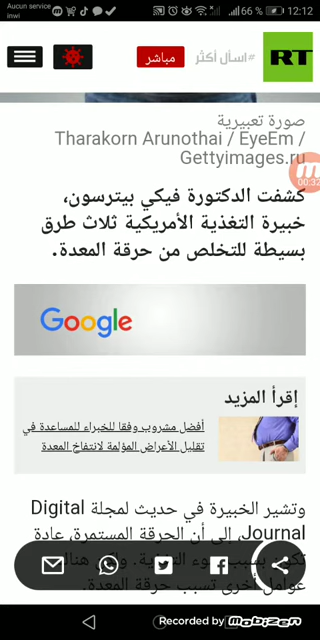 Aucun service
inwi
66 %
12:12
مباشر
#اسأل أكثر
RT
صورة تعبيرية
Tharakorn Arunothai / EyeEm /
Gettyimages.ru
00:32
كشفت الدكتورة فيكي بيترسون،
خبيرة التغذية الأمريكية ثلاث طرق
بسيطة للتخلص من حرقة المعدة.
Google
إقرأ المزيد
أفضل مشروب وفقا للخبراء للمساعدة في
تقليل الأعراض المؤلمة لانتفاخ المعدة
وتشير الخبيرة في حديث لمجلة Digital
Journal، إلى أن الحرقة المستمرة، عادة
عوامل أخرى تسبب حرقة المعدة.
Recorded by MOBIZEN